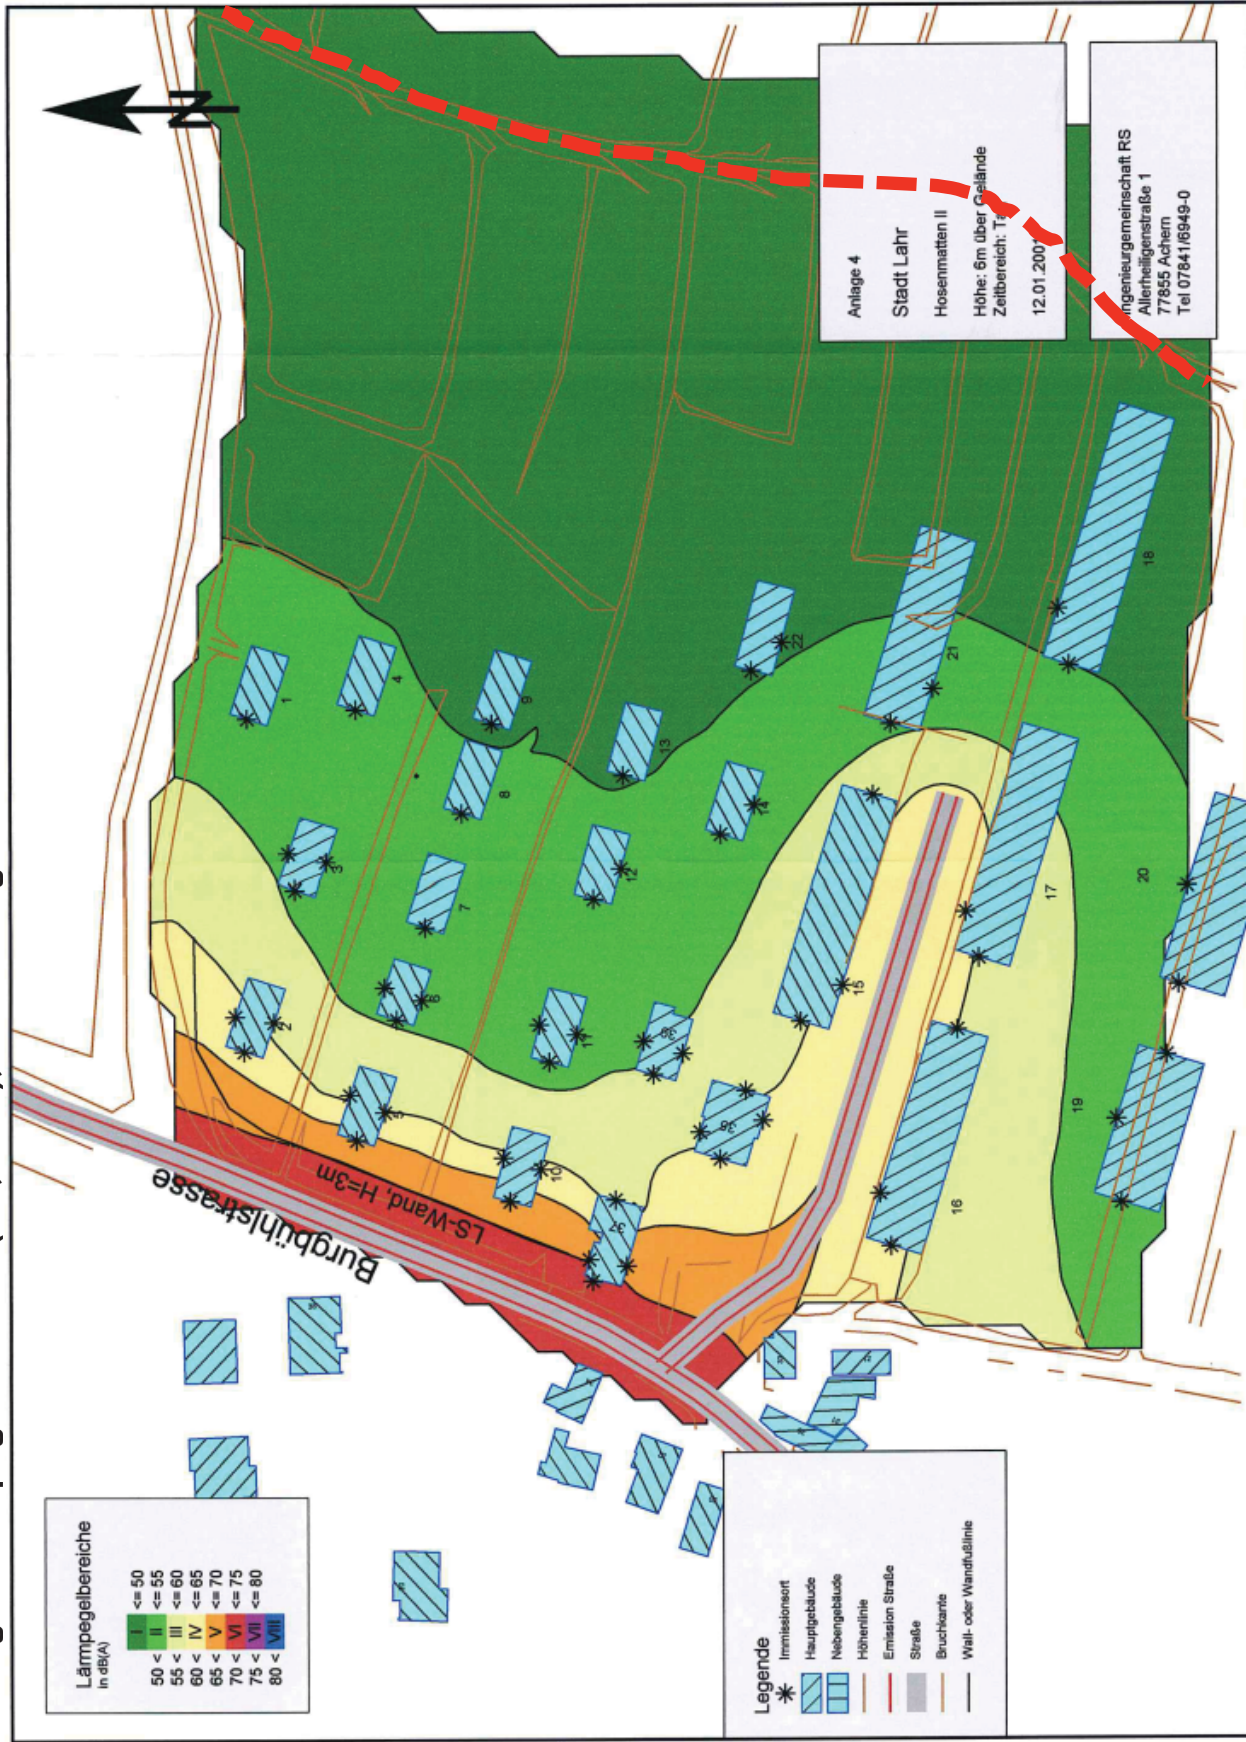 Lärmpegelbereiche
in dB(A)
I <= 50
50 < II <= 55
55 < III <= 60
60 < IV <= 65
65 < V <= 70
70 < VI <= 75
75 < VII <= 80
80 < VIII
Legende
Immissionsort
Hauptgebäude
Nebengebäude
Höhenlinie
Emission Straße
Straße
Bruchkante
Wall- oder Wandfußlinie
Burgbühlstrasse
LS-Wand, H=3m
N
Anlage 4
Stadt Lahr
Hosenmatten II
Höhe: 6m über Gelände
Zeitbereich:
12.01.2001
Ingenieurgemeinschaft RS
Allerheiligenstraße 1
77855 Achern
Tel 07841/6949-0
1
2
3
4
5
6
7
8
9
10
11
12
13
14
15
16
17
18
19
20
21
22
37
38
39